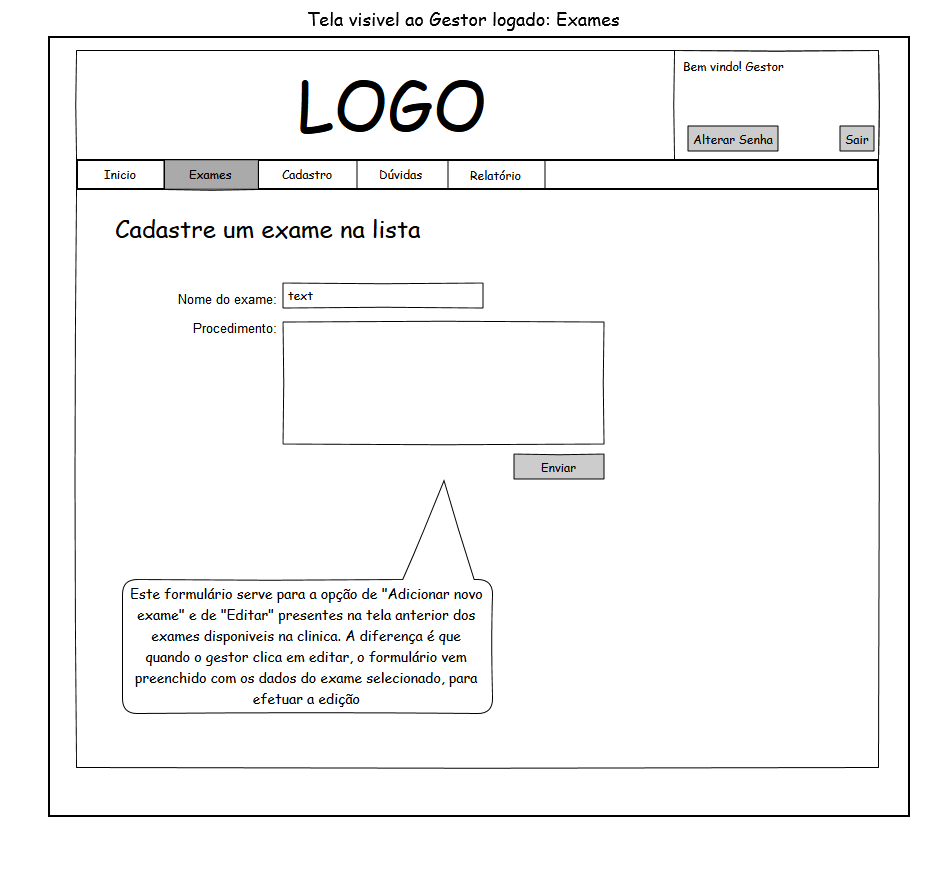 Tela visivel ao Gestor logado: Exames
LOGO
Bem vindo! Gestor
Alterar Senha
Sair
Inicio
Exames
Cadastro
Dúvidas
Relatório
Cadastre um exame na lista
Nome do exame:
text
Procedimento:
Enviar
Este formulário serve para a opção de "Adicionar novo
exame" e de "Editar" presentes na tela anterior dos
exames disponiveis na clinica. A diferença é que
quando o gestor clica em editar, o formulário vem
preenchido com os dados do exame selecionado, para
efetuar a edição